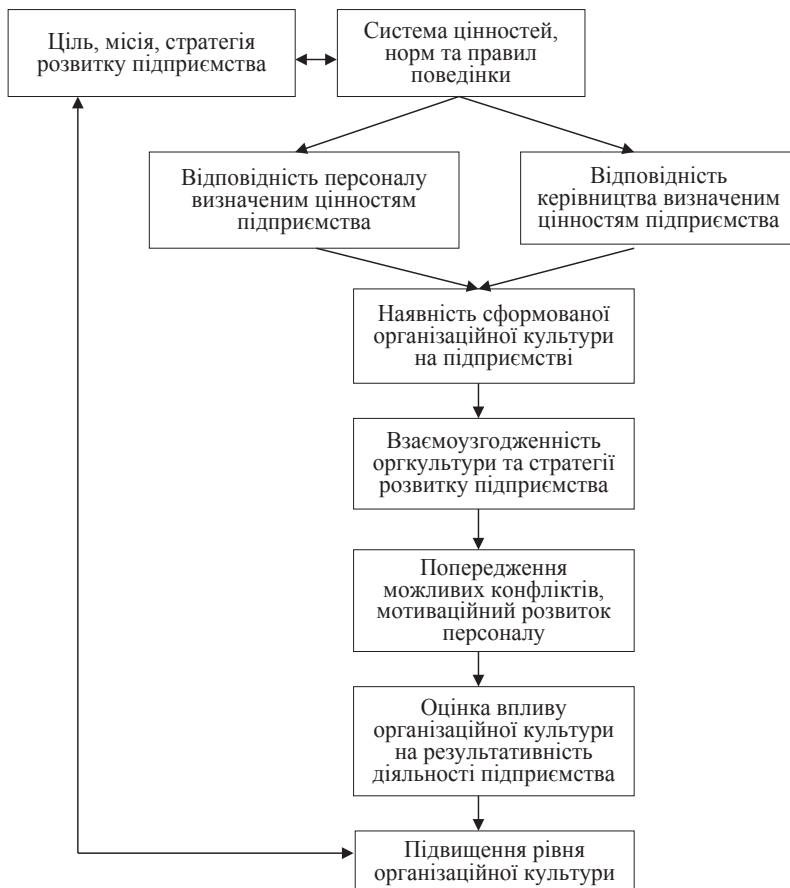 Ціль, місія, стратегія
розвитку підприємства
Система цінностей,
норм та правил
поведінки
Відповідність персоналу
визначеним цінностям
підприємства
Відповідність
керівництва визначеним
цінностям підприємства
Наявність сформованої
організаційної культури
на підприємстві
Взаємоузгодженність
оргкультури та стратегії
розвитку підприємства
Попередження
можливих конфліктів,
мотиваційний розвиток
персоналу
Оцінка впливу
організаційної культури
на результативність
діяльності підприємства
Підвищення рівня
організаційної культури